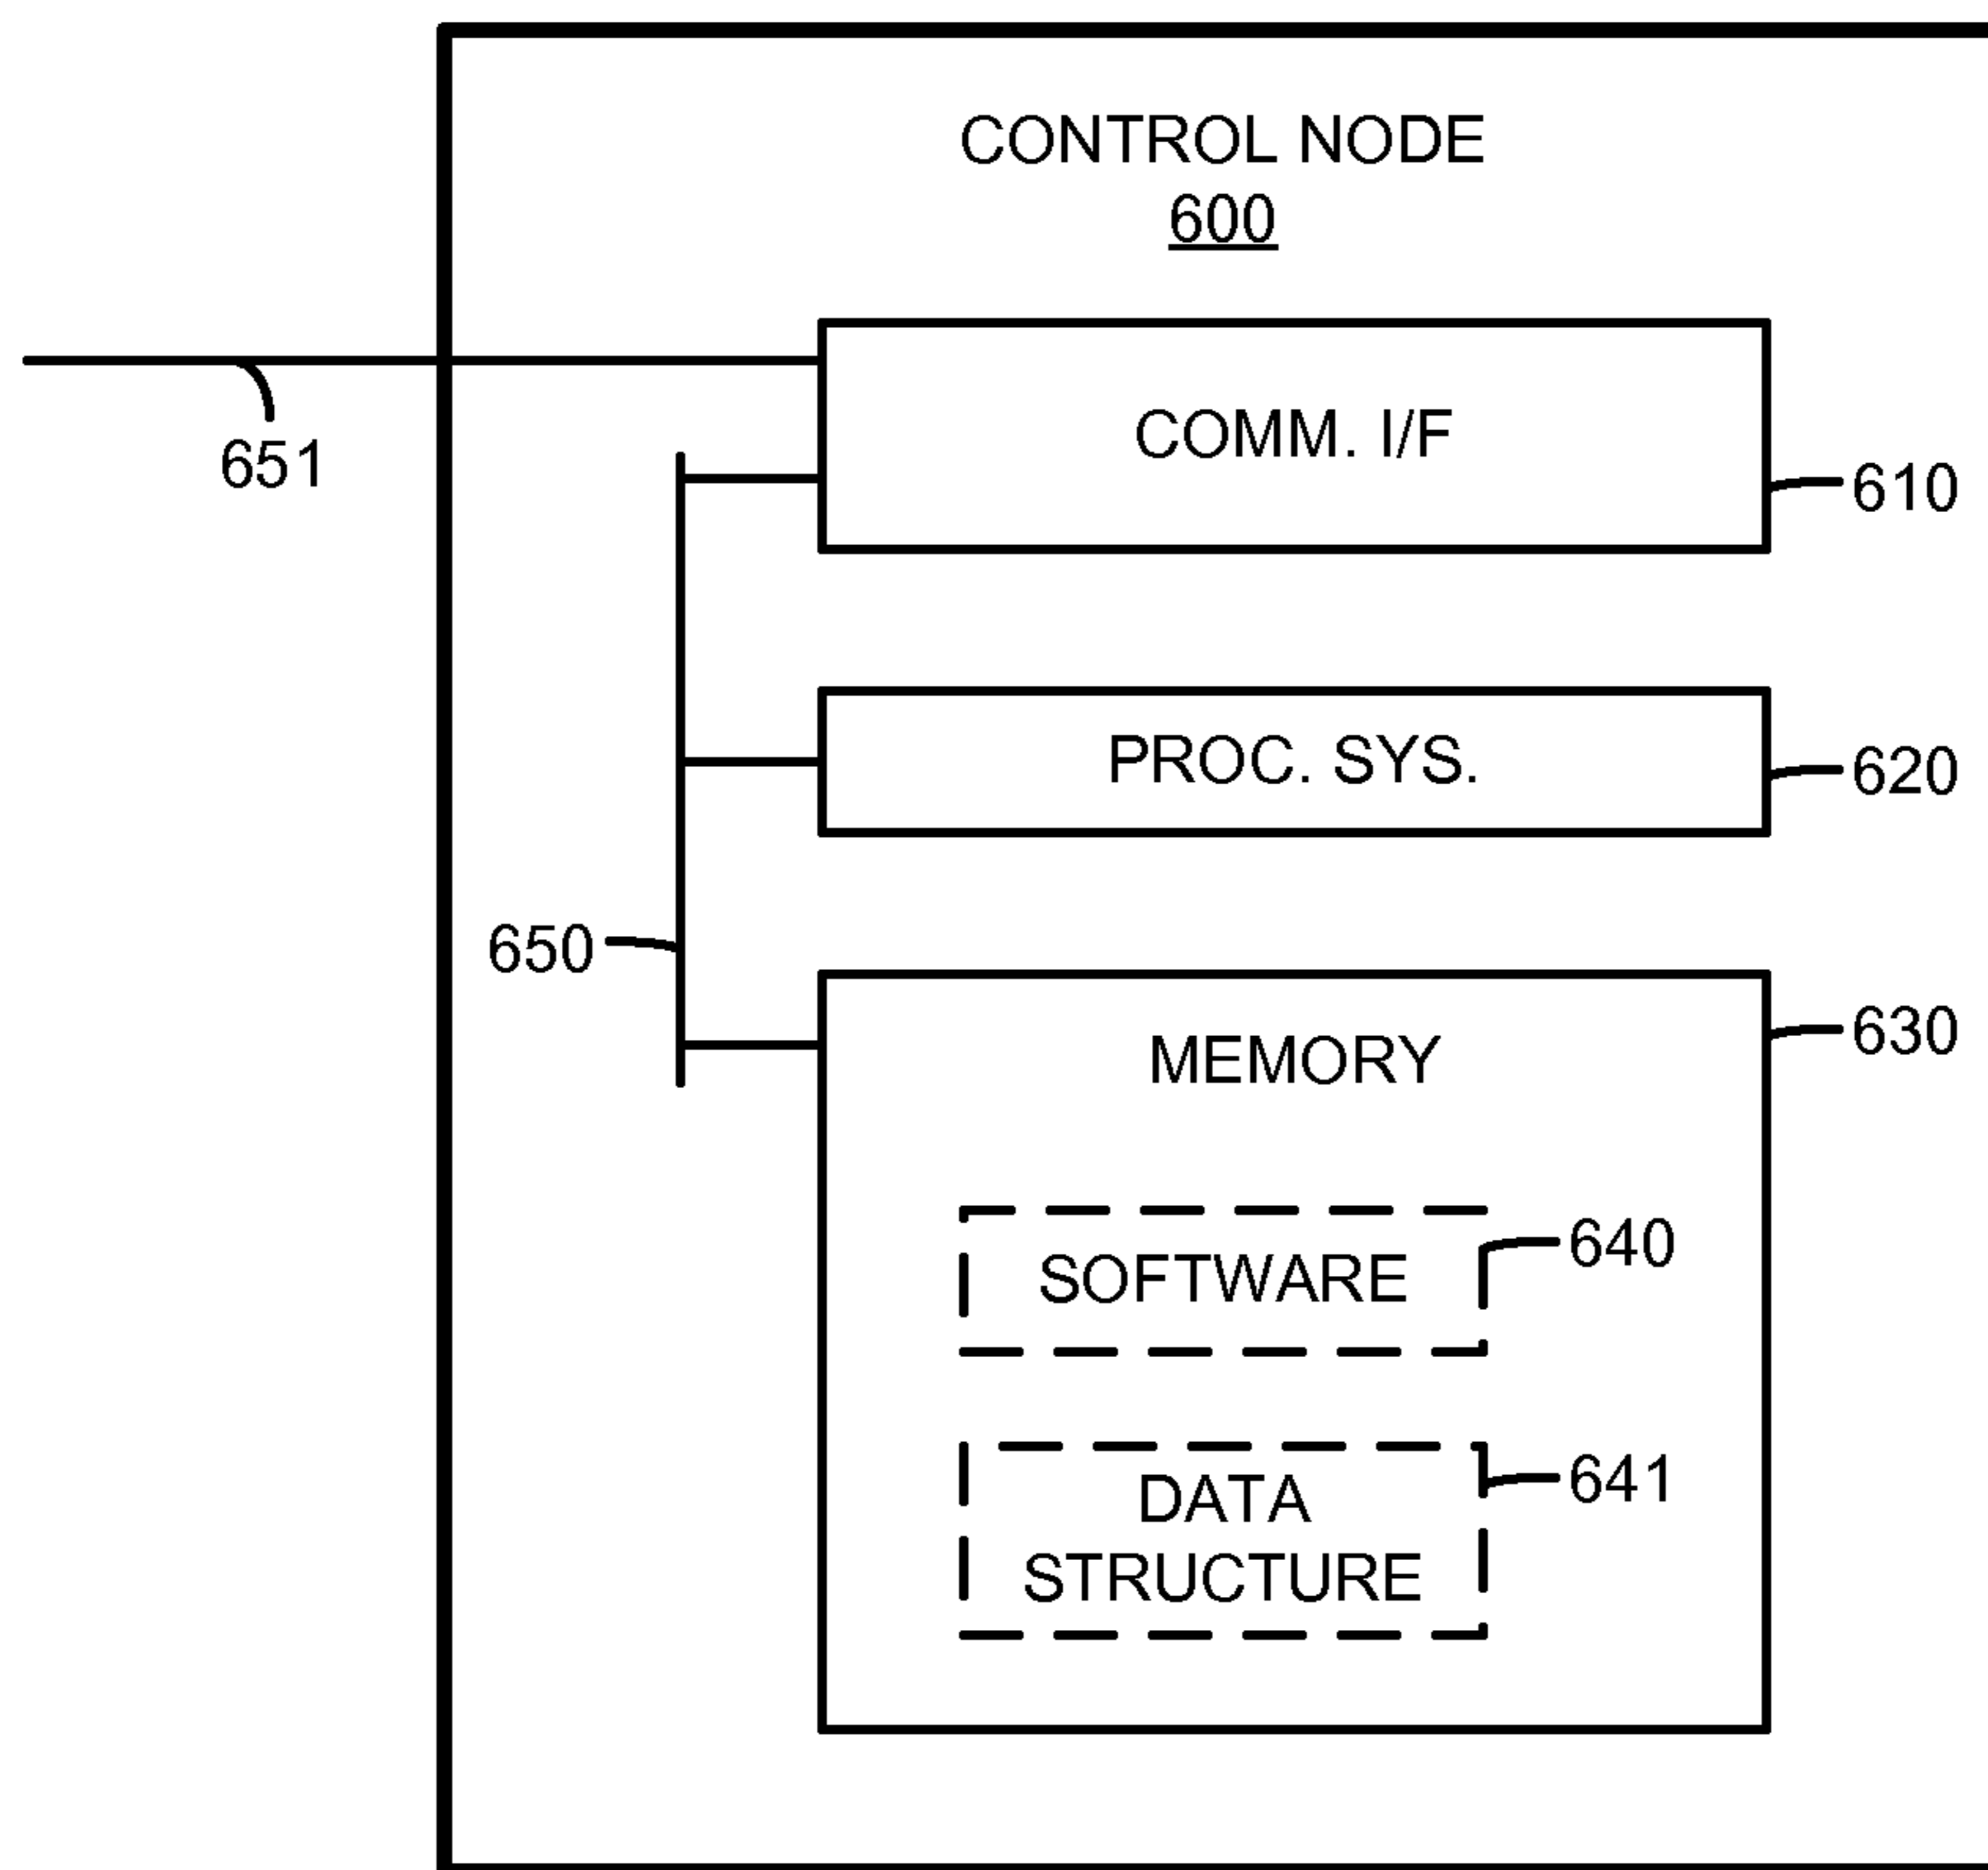 CONTROL NODE
600
651
COMM. I/F
610
PROC. SYS.
620
650
MEMORY
630
SOFTWARE
640
DATA
STRUCTURE
641